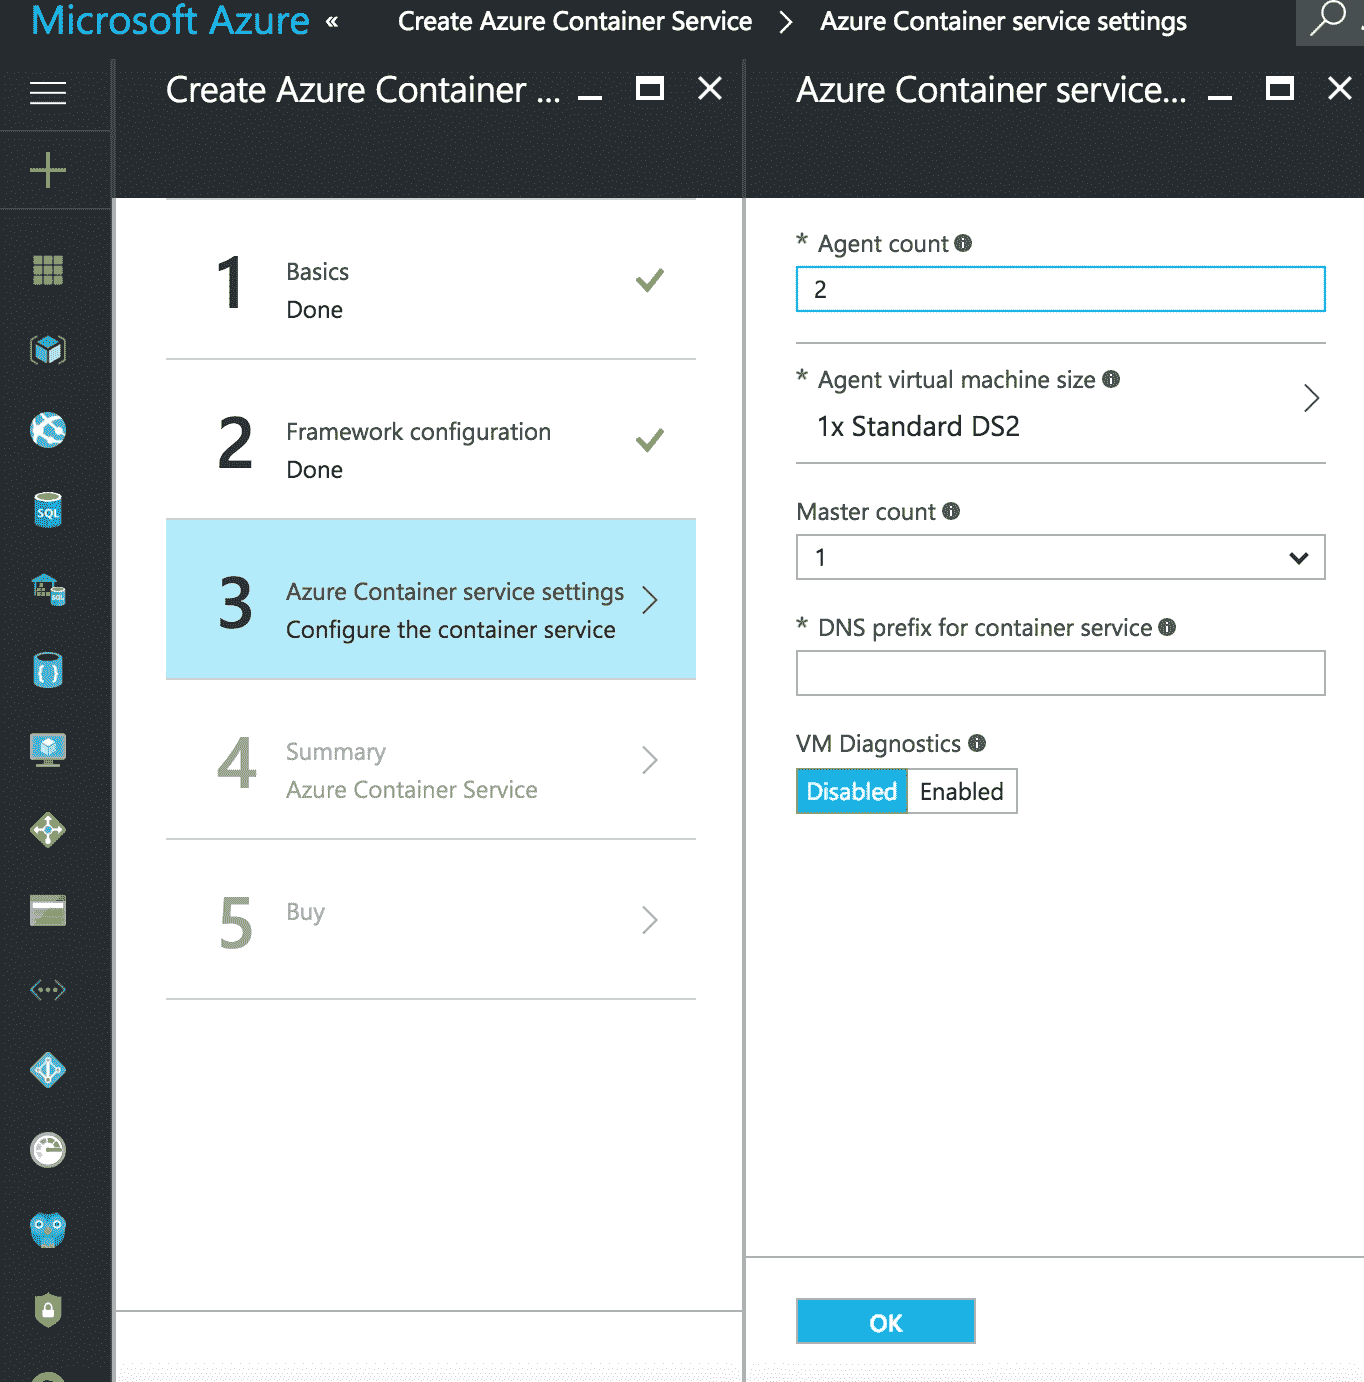 Microsoft Azure «
Create Azure Container Service > Azure Container service settings
Create Azure Container ...
1
Basics
Done
2
Framework configuration
Done
3
Azure Container service settings
Configure the container service
4
Summary
Azure Container Service
5
Buy
SQL
SQL
Azure Container service...
* Agent count
2
* Agent virtual machine size
1x Standard DS2
Master count
1
* DNS prefix for container service
VM Diagnostics
Disabled Enabled
OK